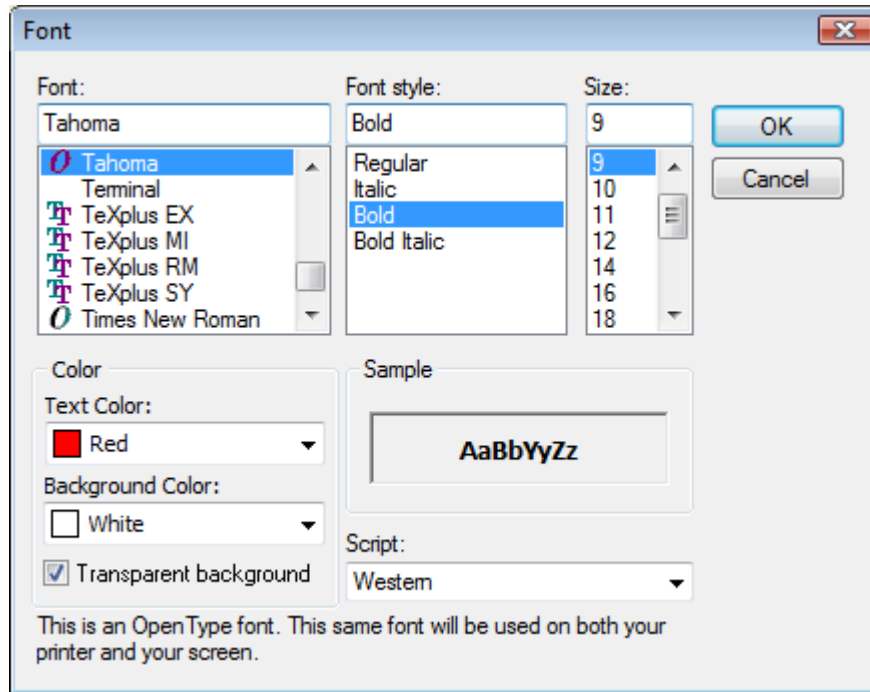 Font
Font:
Tahoma
Tahoma
Terminal
TeXplus EX
TeXplus MI
TeXplus RM
TeXplus SY
Times New Roman
Font style:
Bold
Regular
Italic
Bold
Bold Italic
Size:
9
9
10
11
12
14
16
18
OK
Cancel
Color
Text Color:
Red
Background Color:
White
Transparent background
Sample
AaBbYyZz
Script:
Western
This is an OpenType font. This same font will be used on both your
printer and your screen.